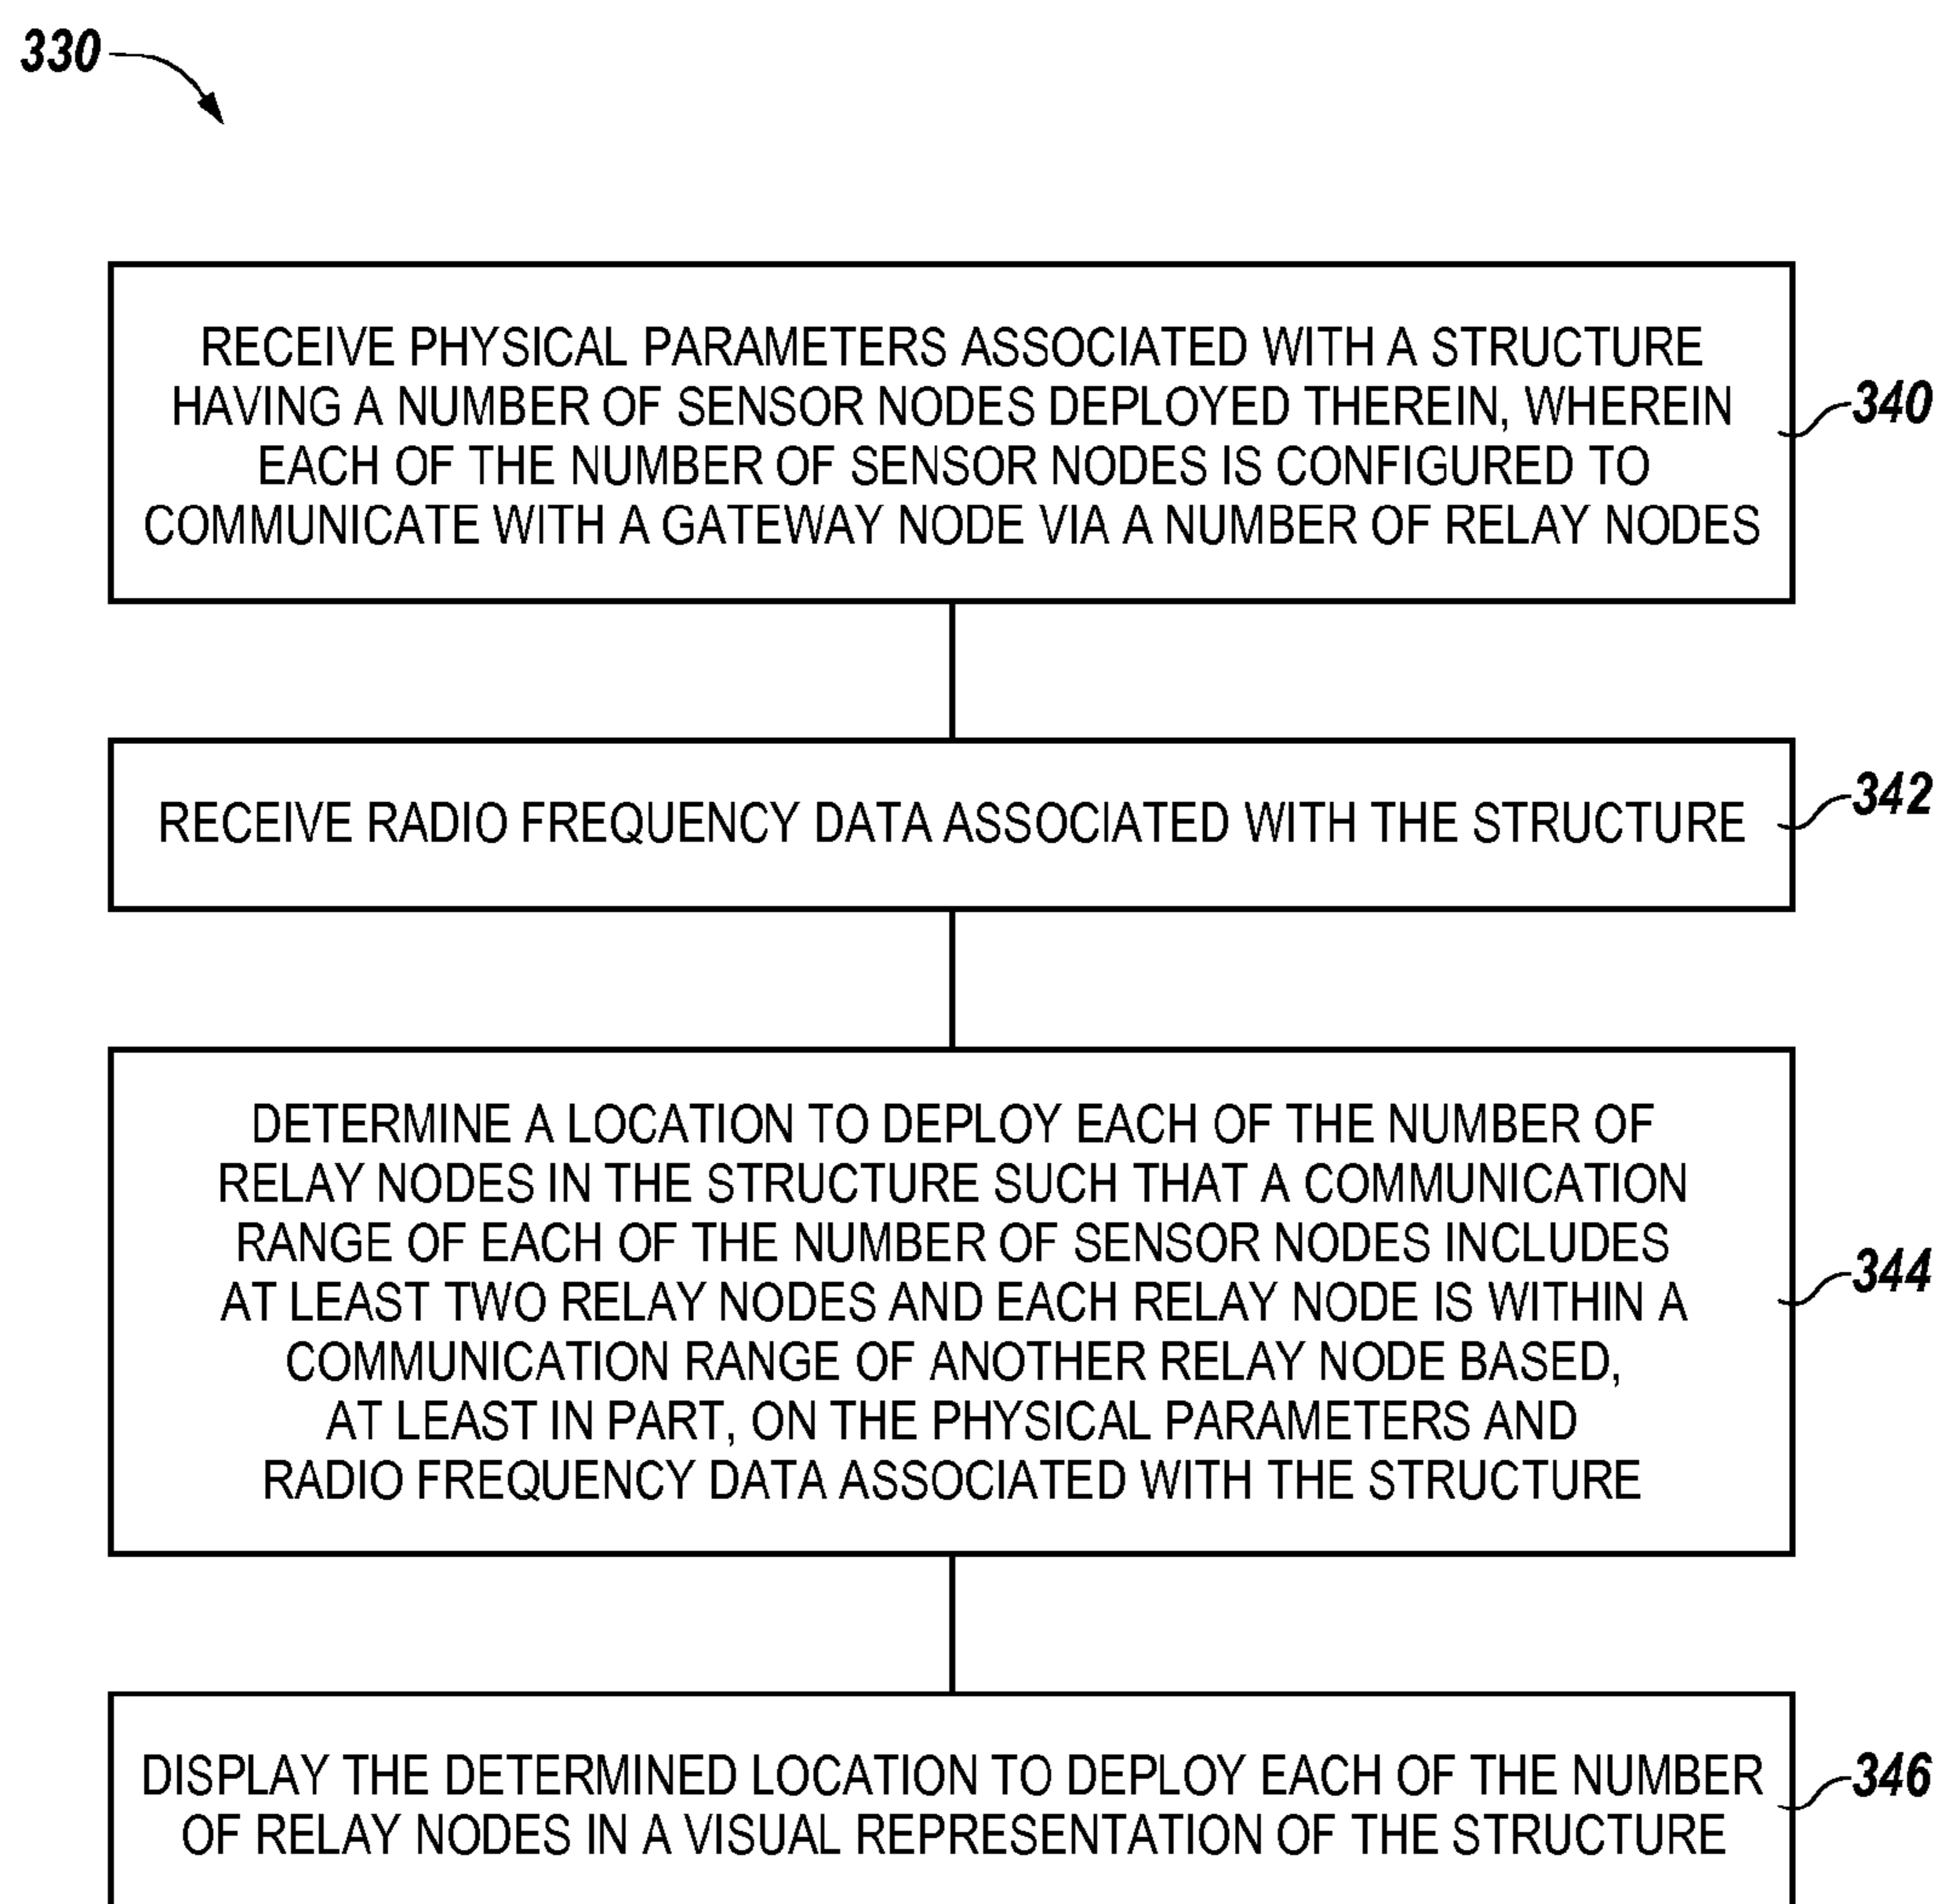 330
RECEIVE PHYSICAL PARAMETERS ASSOCIATED WITH A STRUCTURE
HAVING A NUMBER OF SENSOR NODES DEPLOYED THEREIN, WHEREIN
EACH OF THE NUMBER OF SENSOR NODES IS CONFIGURED TO
COMMUNICATE WITH A GATEWAY NODE VIA A NUMBER OF RELAY NODES
340
RECEIVE RADIO FREQUENCY DATA ASSOCIATED WITH THE STRUCTURE
342
DETERMINE A LOCATION TO DEPLOY EACH OF THE NUMBER OF
RELAY NODES IN THE STRUCTURE SUCH THAT A COMMUNICATION
RANGE OF EACH OF THE NUMBER OF SENSOR NODES INCLUDES
AT LEAST TWO RELAY NODES AND EACH RELAY NODE IS WITHIN A
COMMUNICATION RANGE OF ANOTHER RELAY NODE BASED,
AT LEAST IN PART, ON THE PHYSICAL PARAMETERS AND
RADIO FREQUENCY DATA ASSOCIATED WITH THE STRUCTURE
344
DISPLAY THE DETERMINED LOCATION TO DEPLOY EACH OF THE NUMBER
OF RELAY NODES IN A VISUAL REPRESENTATION OF THE STRUCTURE
346